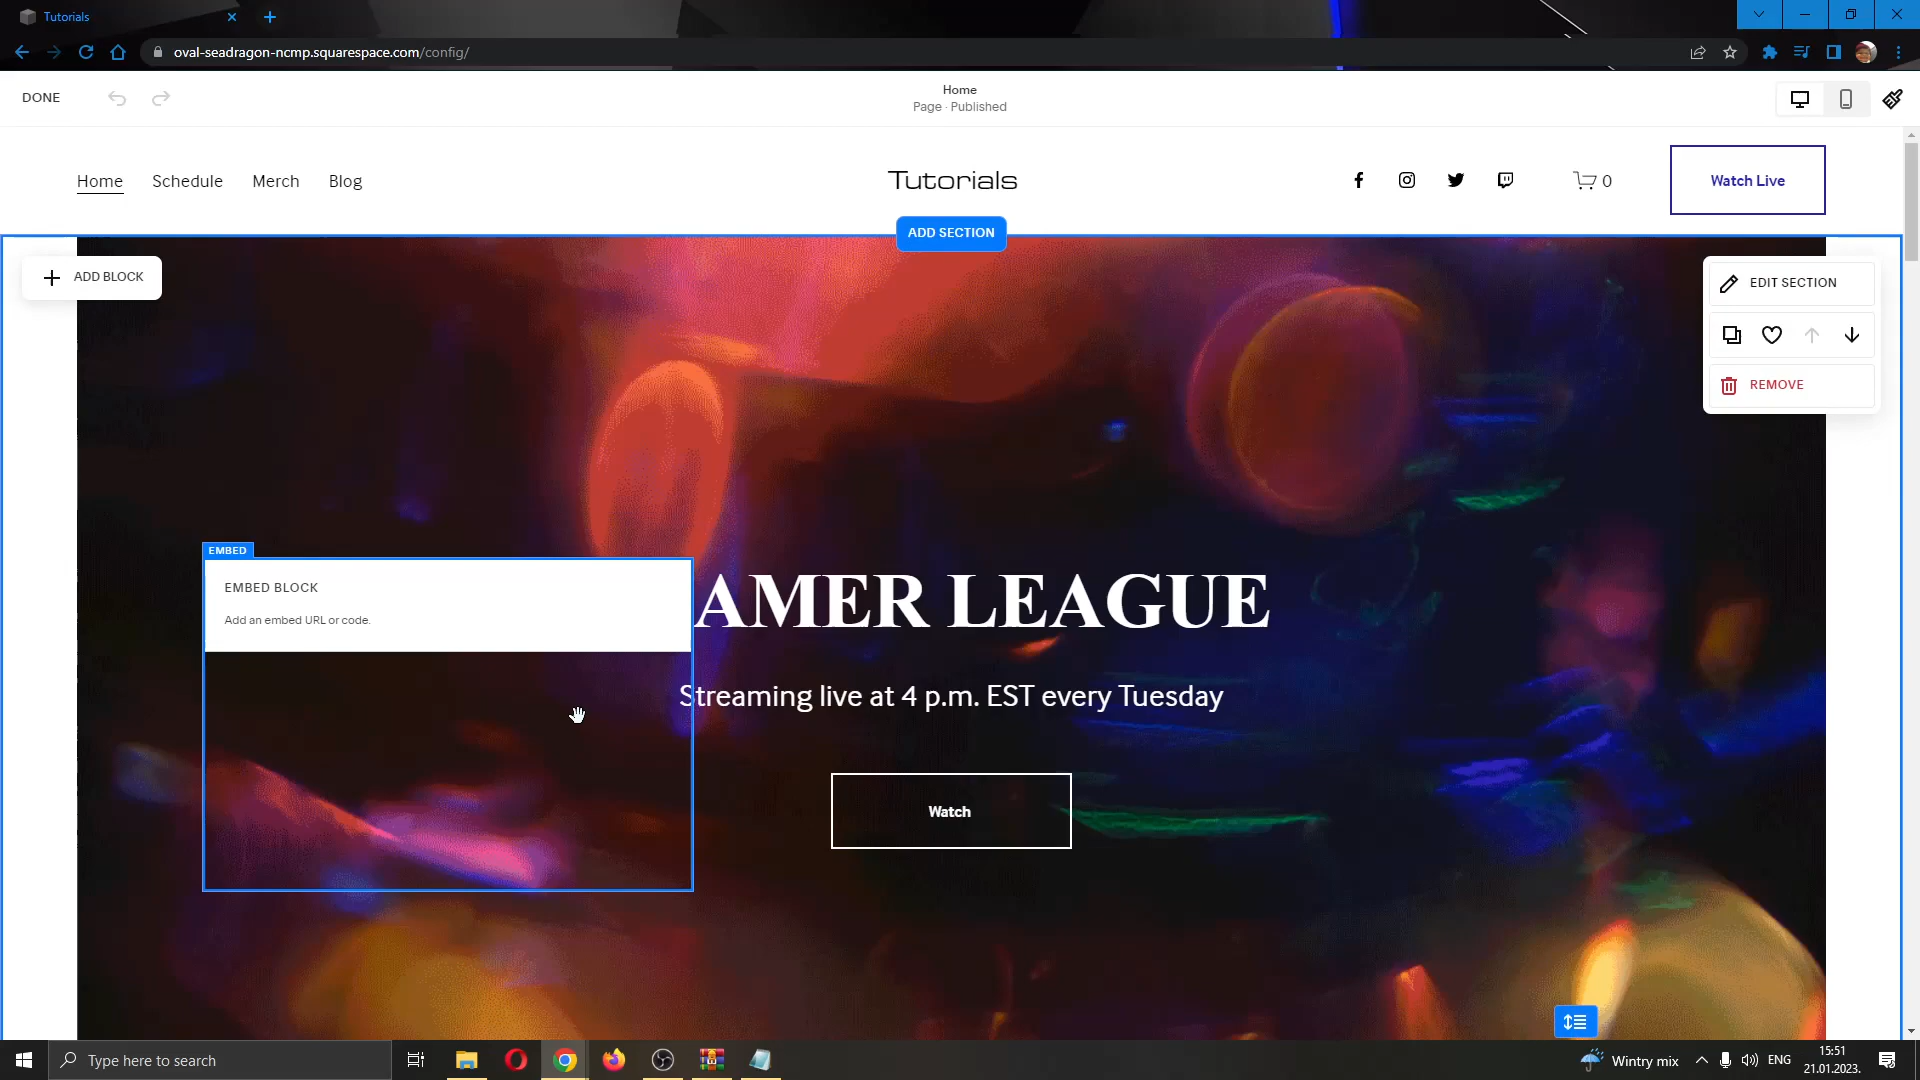 Tutorials
oval-seadragon-ncmp.squarespace.com/config/
DONE
Home
Page · Published
Home
Schedule
Merch
Blog
Tutorials
0
Watch Live
ADD SECTION
ADD BLOCK
EDIT SECTION
REMOVE
EMBED
EMBED BLOCK
Add an embed URL or code.
AMER LEAGUE
Streaming live at 4 p.m. EST every Tuesday
Watch
Type here to search
Wintry mix
ENG
15:51
21.01.2023.